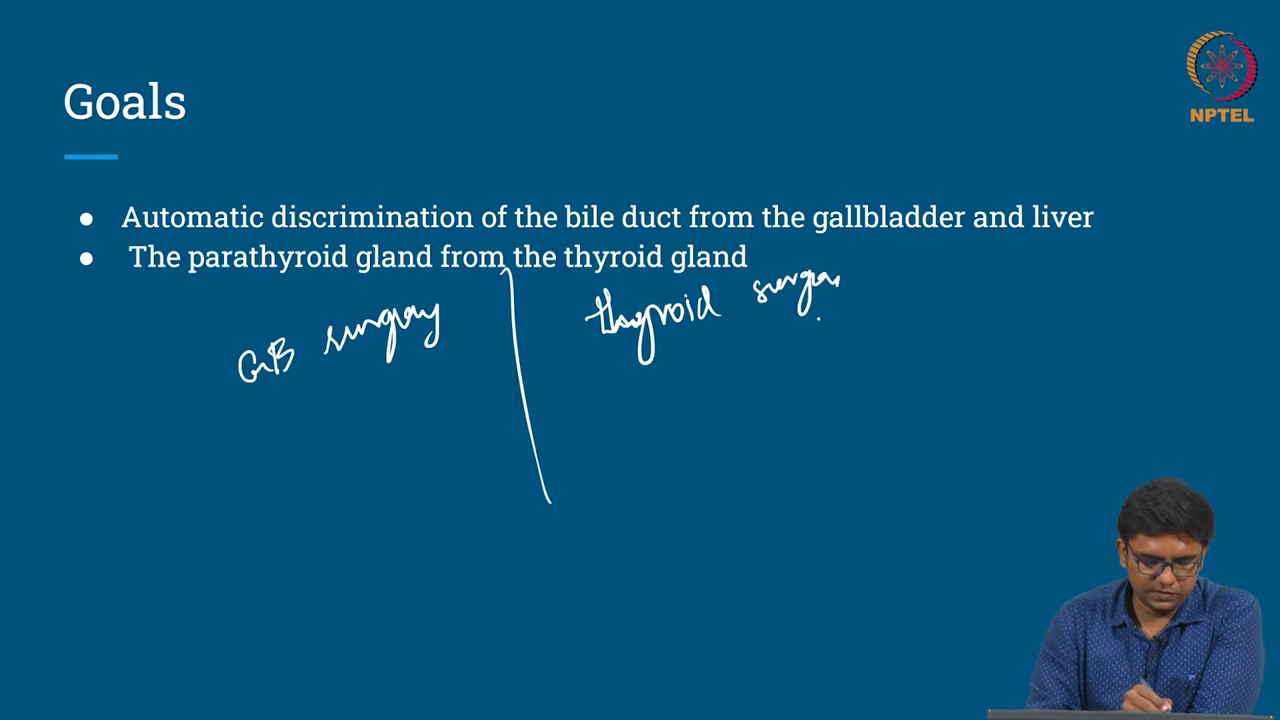 NPTEL
Goals
● Automatic discrimination of the bile duct from the gallbladder and liver
● The parathyroid gland from the thyroid gland
GB surgery
thyroid surgery